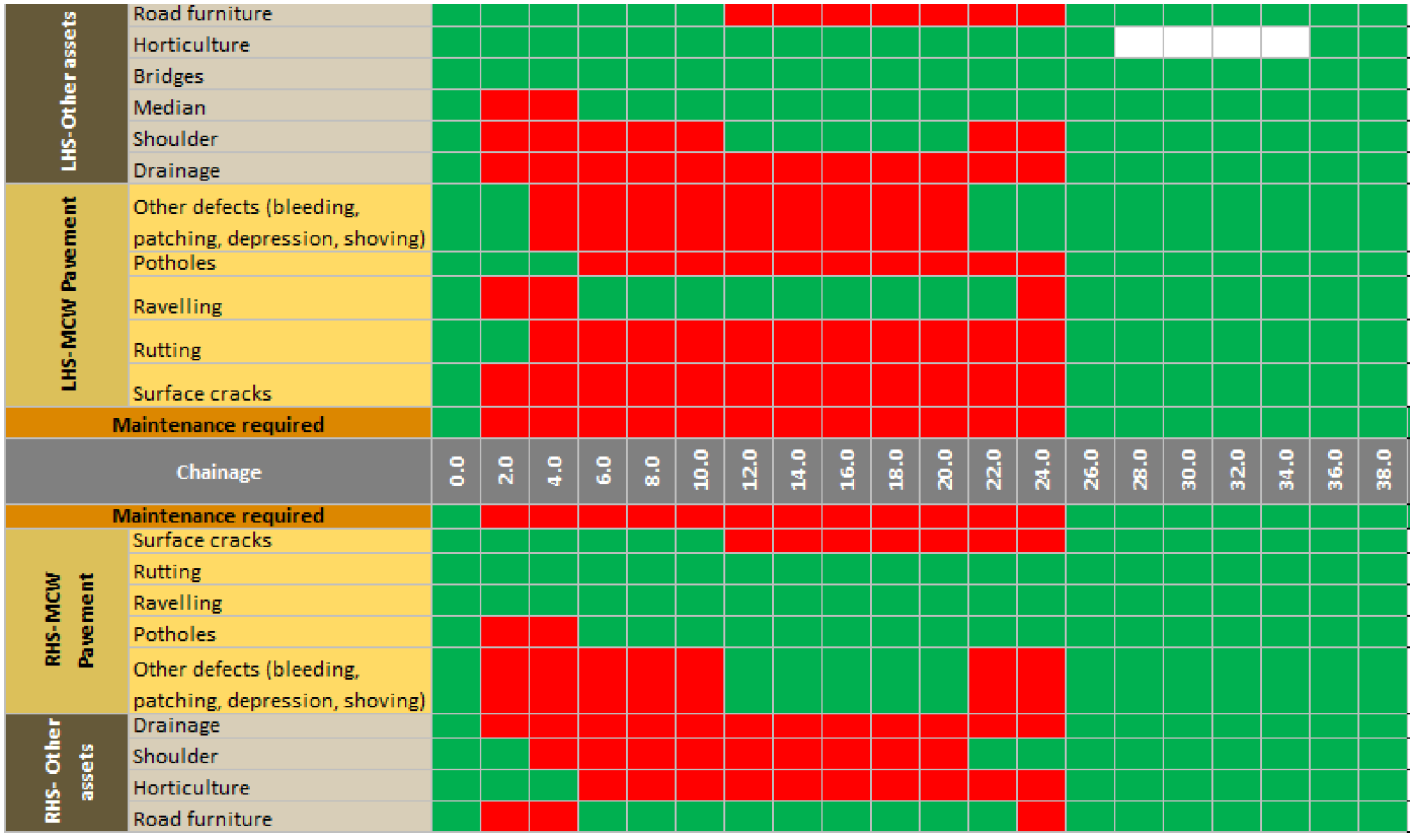 LHS-Other assets
Road furniture
Horticulture
Bridges
Median
Shoulder
Drainage
LHS-MCW Pavement
Other defects (bleeding,
patching, depression, shoving)
Potholes
Ravelling
Rutting
Surface cracks
Maintenance required
Chainage 0.0 2.0 4.0 6.0 8.0 10.0 12.0 14.0 16.0 18.0 20.0 22.0 24.0 26.0 28.0 30.0 32.0 34.0 36.0 38.0
Maintenance required
RHS-MCW
Pavement
Surface cracks
Rutting
Ravelling
Potholes
Other defects (bleeding,
patching, depression, shoving)
RHS- Other
assets
Drainage
Shoulder
Horticulture
Road furniture